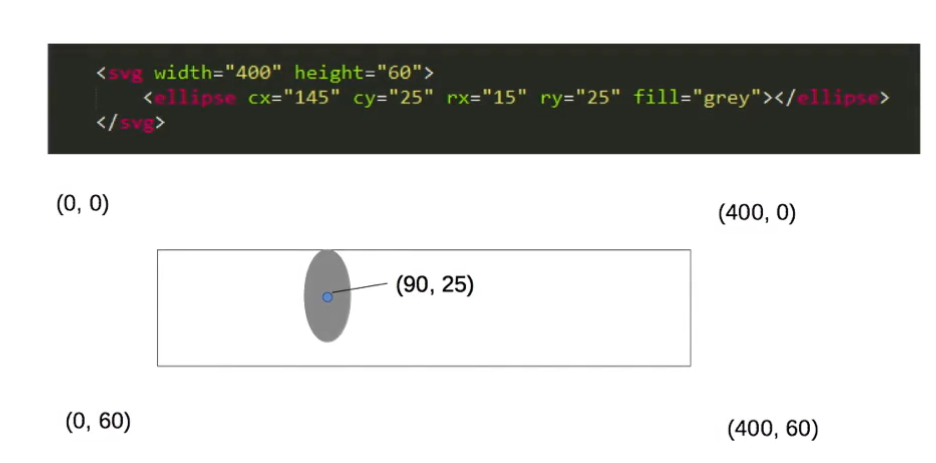 <svg width="400" height="60">
<ellipse cx="145" cy="25" rx="15" ry="25" fill="grey"></ellipse>
</svg>
(0, 0)
(400, 0)
(90, 25)
(0, 60)
(400, 60)